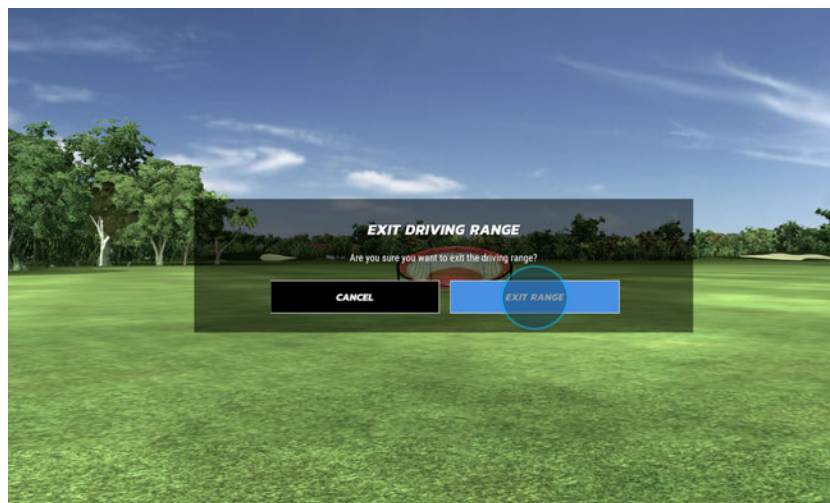 EXIT DRIVING RANGE
Are you sure you want to exit the driving range?
CANCEL
EXIT RANGE